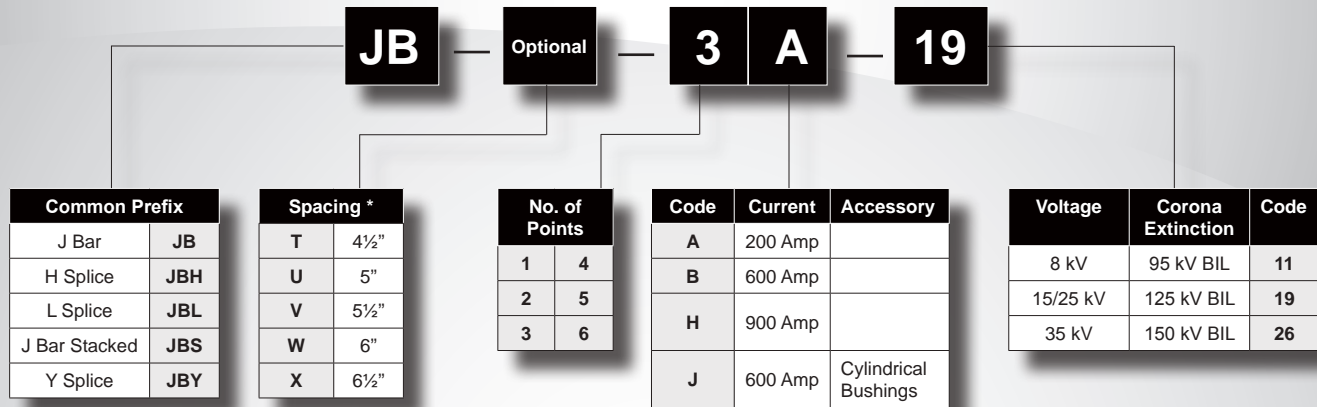 JB — Optional — 3 A — 19
Common Prefix
J Bar JB
H Splice JBH
L Splice JBL
J Bar Stacked JBS
Y Splice JBY
Spacing *
T 4½”
U 5”
V 5½”
W 6”
X 6½”
No. of
Points
1 4
2 5
3 6
Code Current Accessory
A 200 Amp
B 600 Amp
H 900 Amp
J 600 Amp Cylindrical
Bushings
Voltage Corona
Extinction Code
8 kV 95 kV BIL 11
15/25 kV 125 kV BIL 19
35 kV 150 kV BIL 26